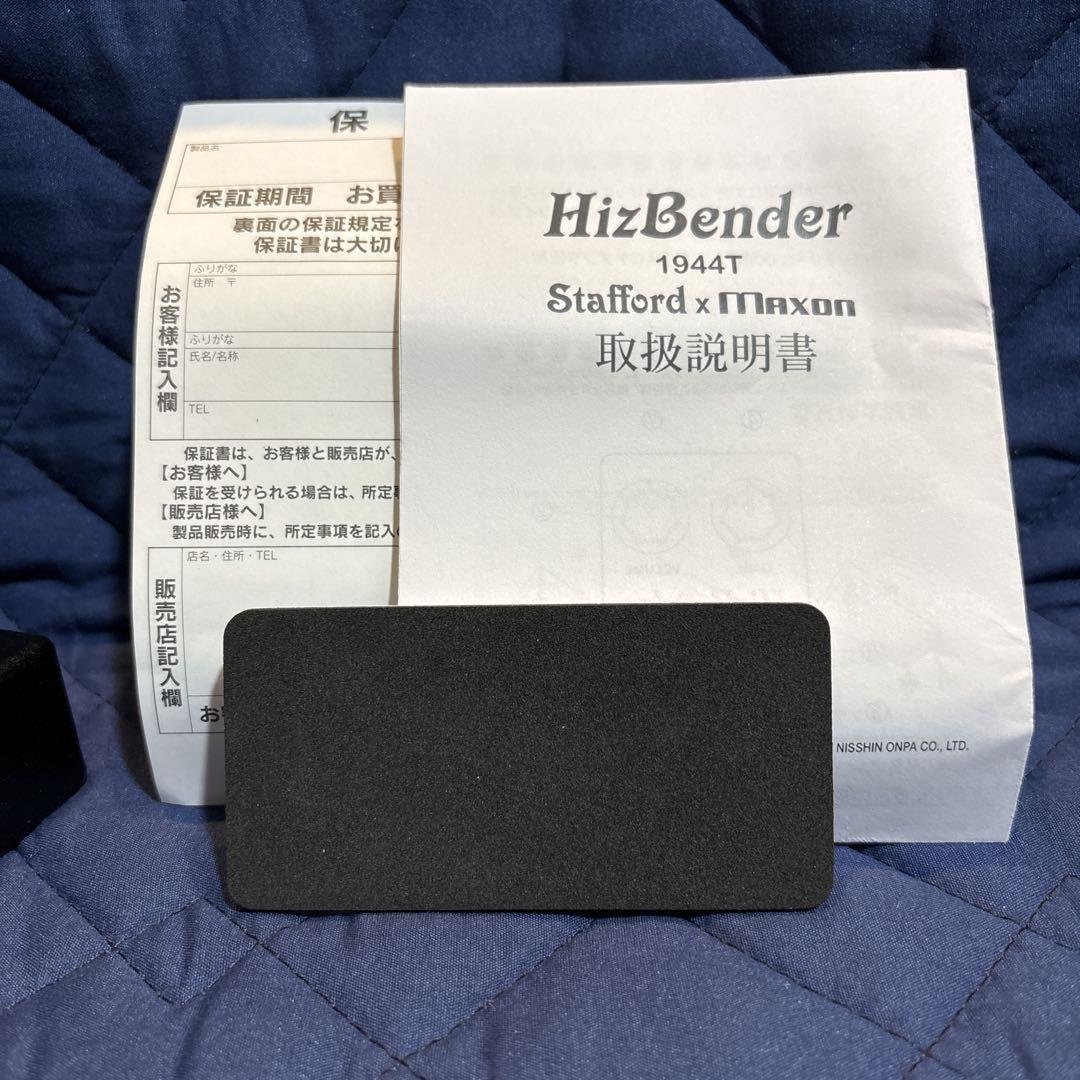 保
製品名
保証期間 お買
裏面の保証規定
保証書は大切に
お客様記入欄
ふりがな
住所 〒
ふりがな
氏名/名称
TEL
保証書は、お客様と販売店が、
【お客様へ】
保証を受けられる場合は、所定事
【販売店様へ】
製品販売時に、所定事項を記入の
販売店記入欄
店名・住所・TEL
お客
HizBender
1944T
Stafford x MAXON
取扱説明書
NISSHIN ONPA CO., LTD.